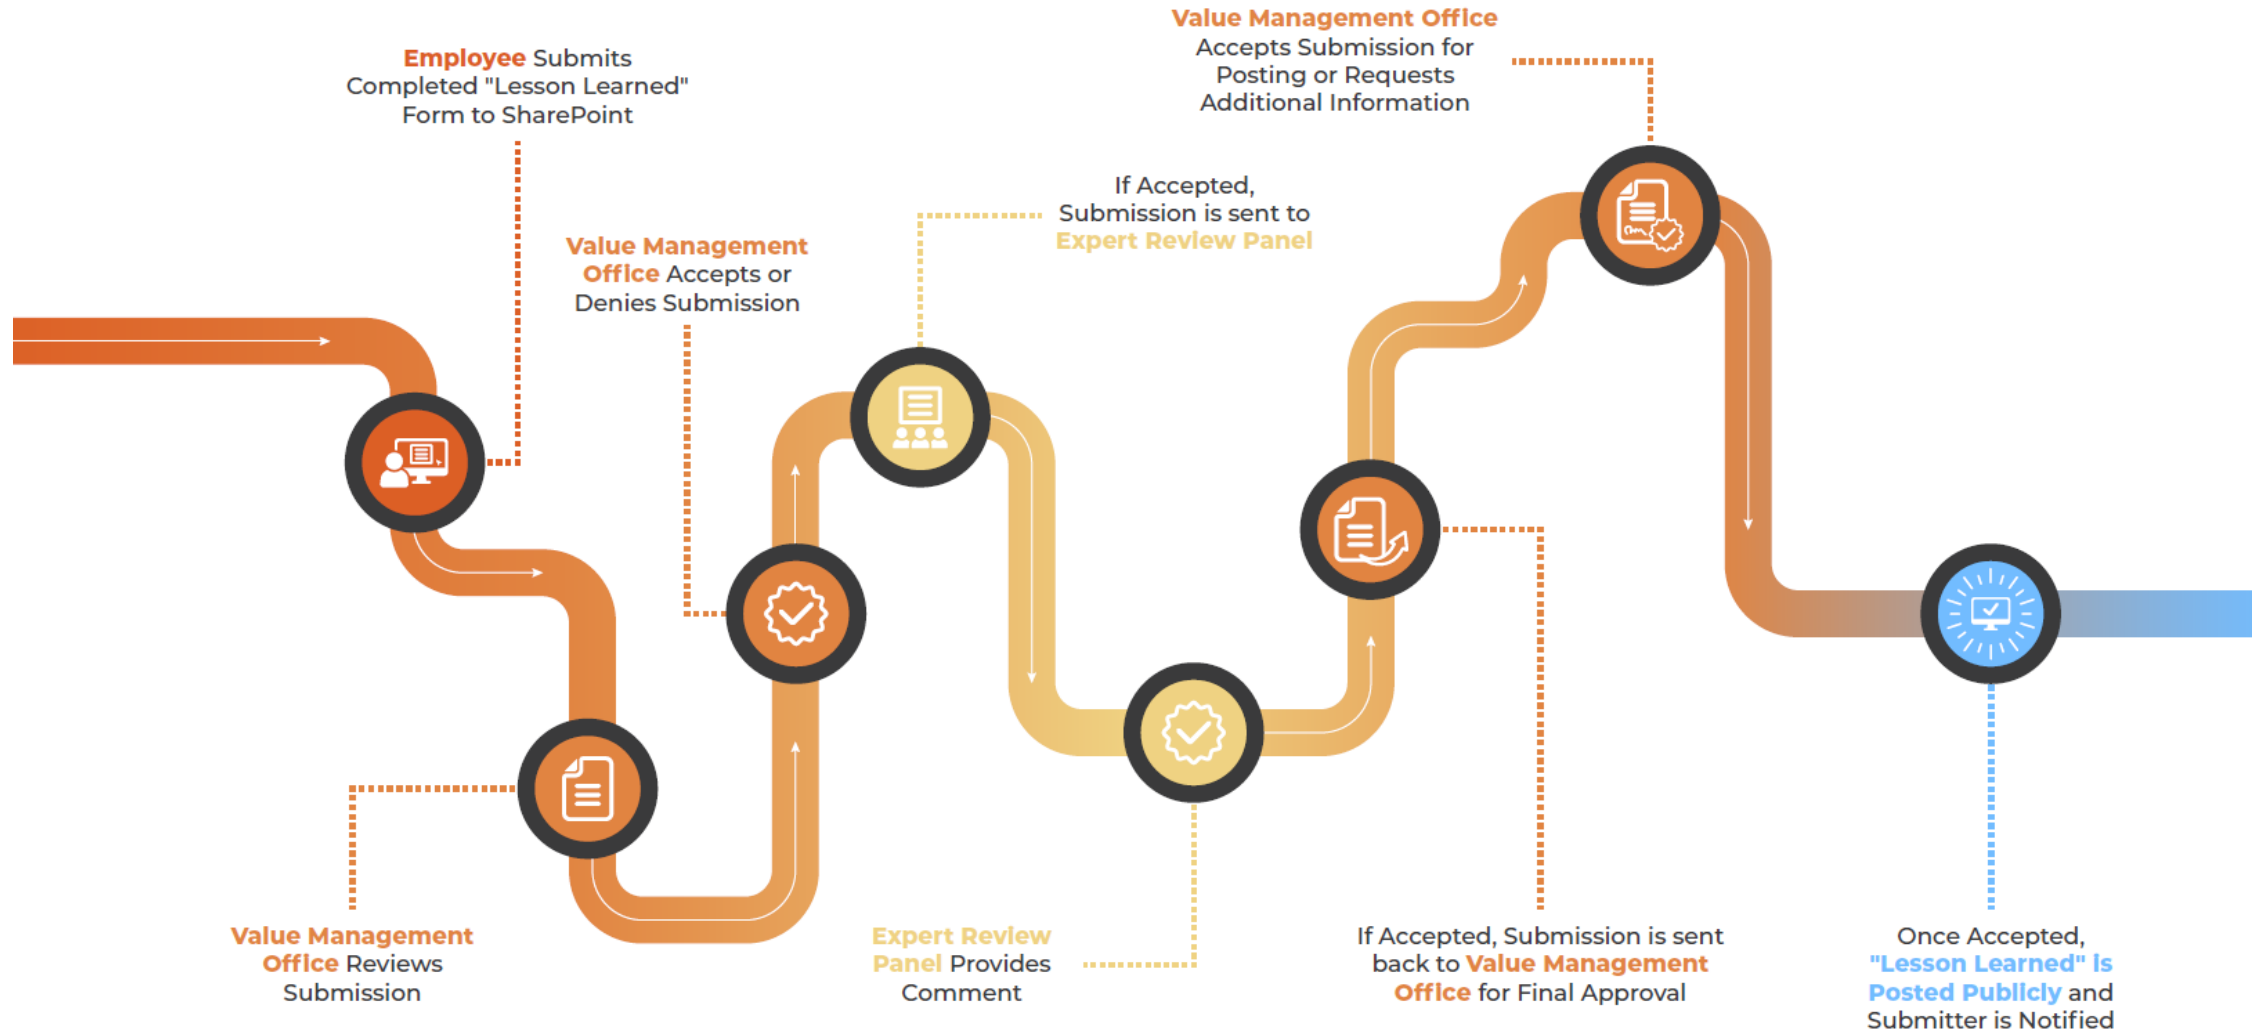 Employee Submits
Completed "Lesson Learned"
Form to SharePoint
Value Management
Office Reviews
Submission
Value Management
Office Accepts or
Denies Submission
If Accepted,
Submission is sent to
Expert Review Panel
Expert Review
Panel Provides
Comment
If Accepted, Submission is sent
back to Value Management
Office for Final Approval
Value Management Office
Accepts Submission for
Posting or Requests
Additional Information
Once Accepted,
"Lesson Learned" is
Posted Publicly and
Submitter is Notified